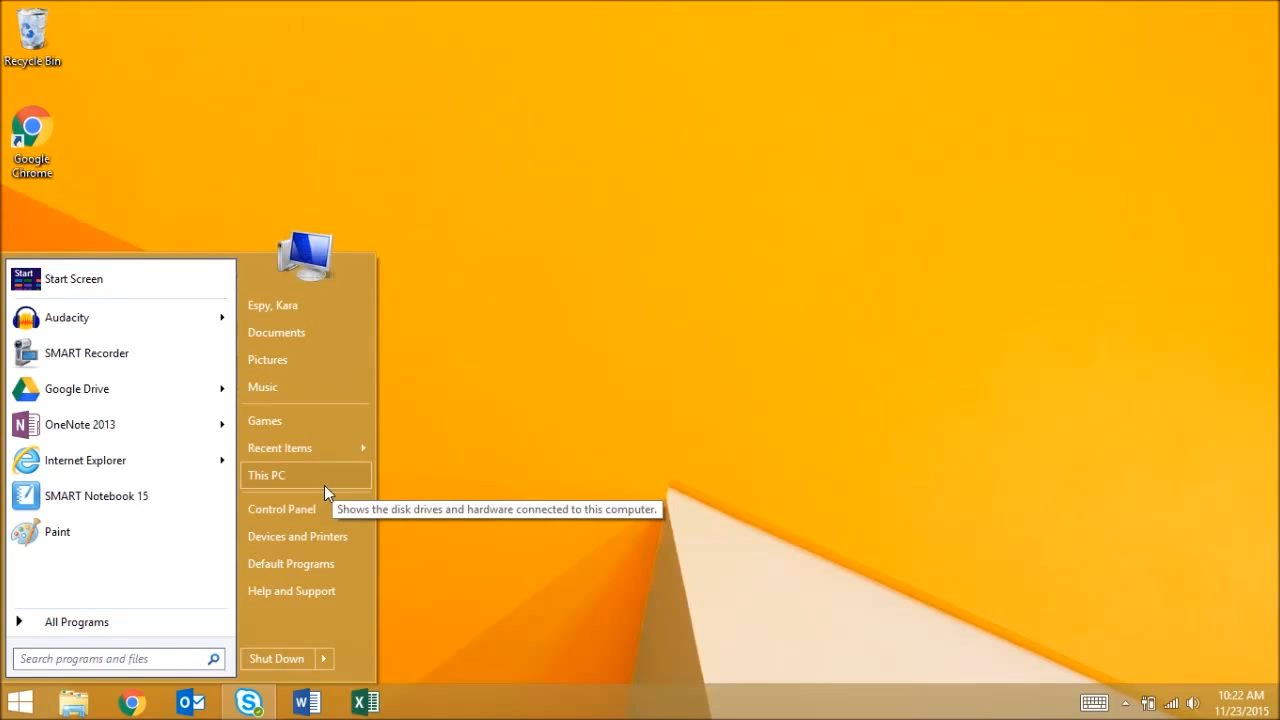 Recycle Bin
Google
Chrome
Start
Start Screen
Audacity
SMART Recorder
Google Drive
OneNote 2013
Internet Explorer
SMART Notebook 15
Paint
All Programs
Search programs and files
Espy, Kara
Documents
Pictures
Music
Games
Recent Items
This PC
Shows the disk drives and hardware connected to this computer.
Control Panel
Devices and Printers
Default Programs
Help and Support
Shut Down
10:22 AM
11/23/2015